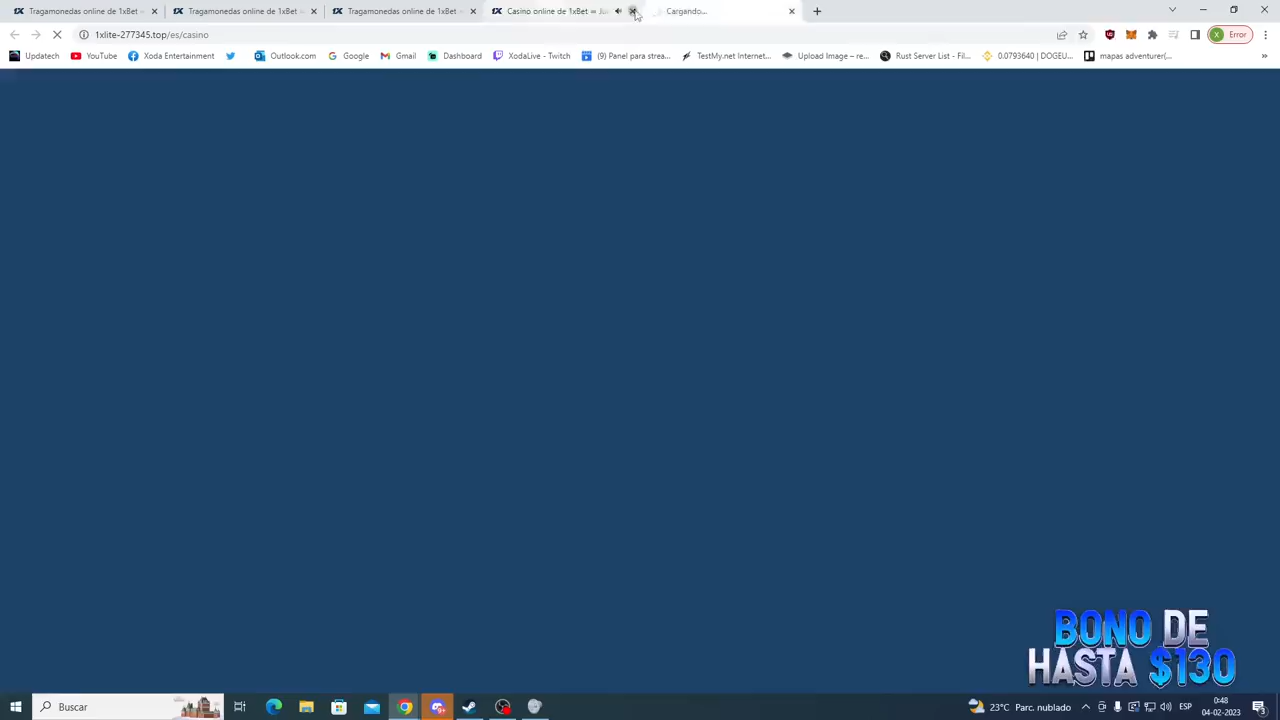 Tragamonedas online de 1xBet
Tragamonedas online de 1xBet
Tragamonedas online de 1xBet
Casino online de 1xBet = Ju
Cargando...
1xlite-277345.top/es/casino
Error
Updatech
YouTube
Xoda Entertainment
Outlook.com
Google
Gmail
Dashboard
XodaLive - Twitch
(9) Panel para strea...
TestMy.net Internet...
Upload Image – re...
Rust Server List - Fil...
0.0793640 | DOGEU...
mapas adventurer(...
BONO DE
HASTA $130
Buscar
23°C Parc. nublado
ESP
0:48
04-02-2023